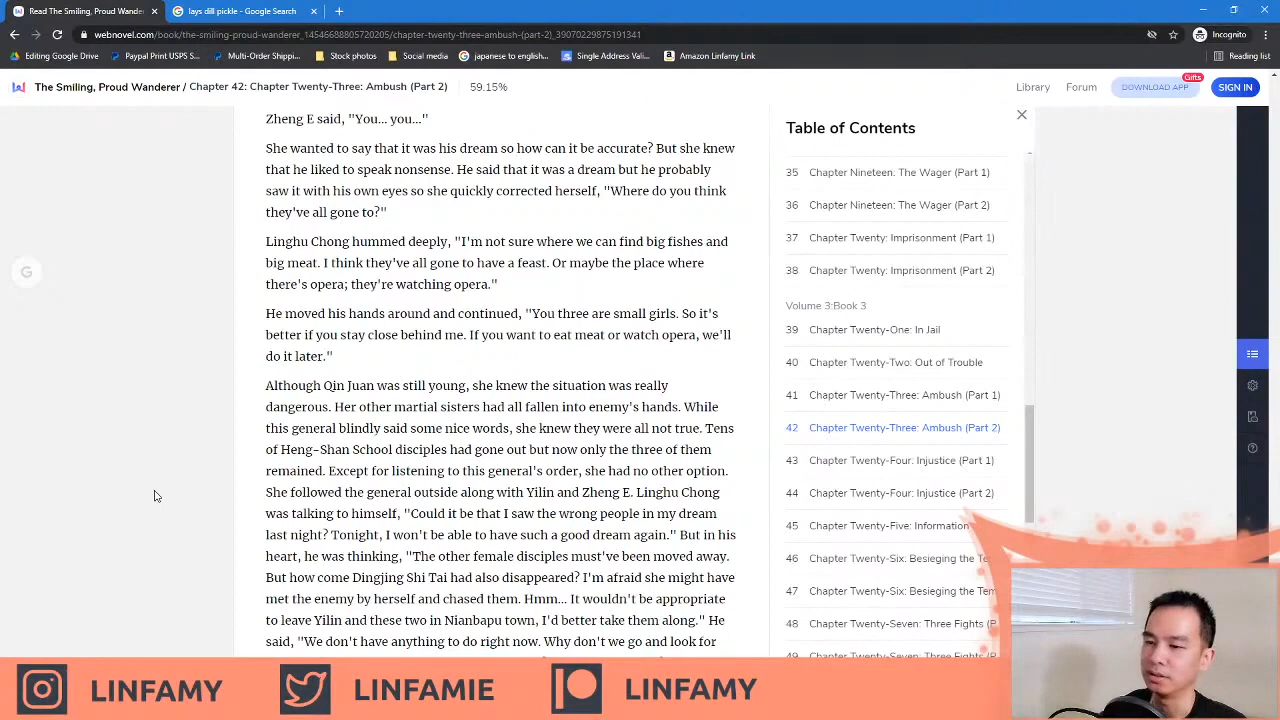 Read The Smiling, Proud Wander
lays dill pickle - Google Search
webnovel.com/book/the-smiling-proud-wanderer_14546688805720205/chapter-twenty-three-ambush-(part-2)_39070229875191341
Incognito
Editing Google Drive
Paypal Print USPS S...
Multi-Order Shippi...
Stock photos
Social media
japanese to english...
Single Address Vali...
Amazon Linfamy Link
Reading list
The Smiling, Proud Wanderer / Chapter 42: Chapter Twenty-Three: Ambush (Part 2)
59.15%
Library
Forum
DOWNLOAD APP
Gifts
SIGN IN
Zheng E said, "You... you..."
She wanted to say that it was his dream so how can it be accurate? But she knew
that he liked to speak nonsense. He said that it was a dream but he probably
saw it with his own eyes so she quickly corrected herself, "Where do you think
they've all gone to?"
Linghu Chong hummed deeply, "I'm not sure where we can find big fishes and
big meat. I think they've all gone to have a feast. Or maybe the place where
there's opera; they're watching opera."
He moved his hands around and continued, "You three are small girls. So it's
better if you stay close behind me. If you want to eat meat or watch opera, we'll
do it later."
Although Qin Juan was still young, she knew the situation was really
dangerous. Her other martial sisters had all fallen into enemy's hands. While
this general blindly said some nice words, she knew they were all not true. Tens
of Heng-Shan School disciples had gone out but now only the three of them
remained. Except for listening to this general's order, she had no other option.
She followed the general outside along with Yilin and Zheng E. Linghu Chong
was talking to himself, "Could it be that I saw the wrong people in my dream
last night? Tonight, I won't be able to have such a good dream again." But in his
heart, he was thinking, "The other female disciples must've been moved away.
But how come Dingjing Shi Tai had also disappeared? I'm afraid she might have
met the enemy by herself and chased them. Hmm... It wouldn't be appropriate
to leave Yilin and these two in Nianbapu town, I'd better take them along." He
said, "We don't have anything to do right now. Why don't we go and look for
Table of Contents
35 Chapter Nineteen: The Wager (Part 1)
36 Chapter Nineteen: The Wager (Part 2)
37 Chapter Twenty: Imprisonment (Part 1)
38 Chapter Twenty: Imprisonment (Part 2)
Volume 3:Book 3
39 Chapter Twenty-One: In Jail
40 Chapter Twenty-Two: Out of Trouble
41 Chapter Twenty-Three: Ambush (Part 1)
42 Chapter Twenty-Three: Ambush (Part 2)
43 Chapter Twenty-Four: Injustice (Part 1)
44 Chapter Twenty-Four: Injustice (Part 2)
45 Chapter Twenty-Five: Information
46 Chapter Twenty-Six: Besieging the Tem
47 Chapter Twenty-Six: Besieging the Tem
48 Chapter Twenty-Seven: Three Fights (P
49 Chapter Twenty-Seven: Three Fights (P
G
LINFAMY
LINFAMIE
LINFAMY